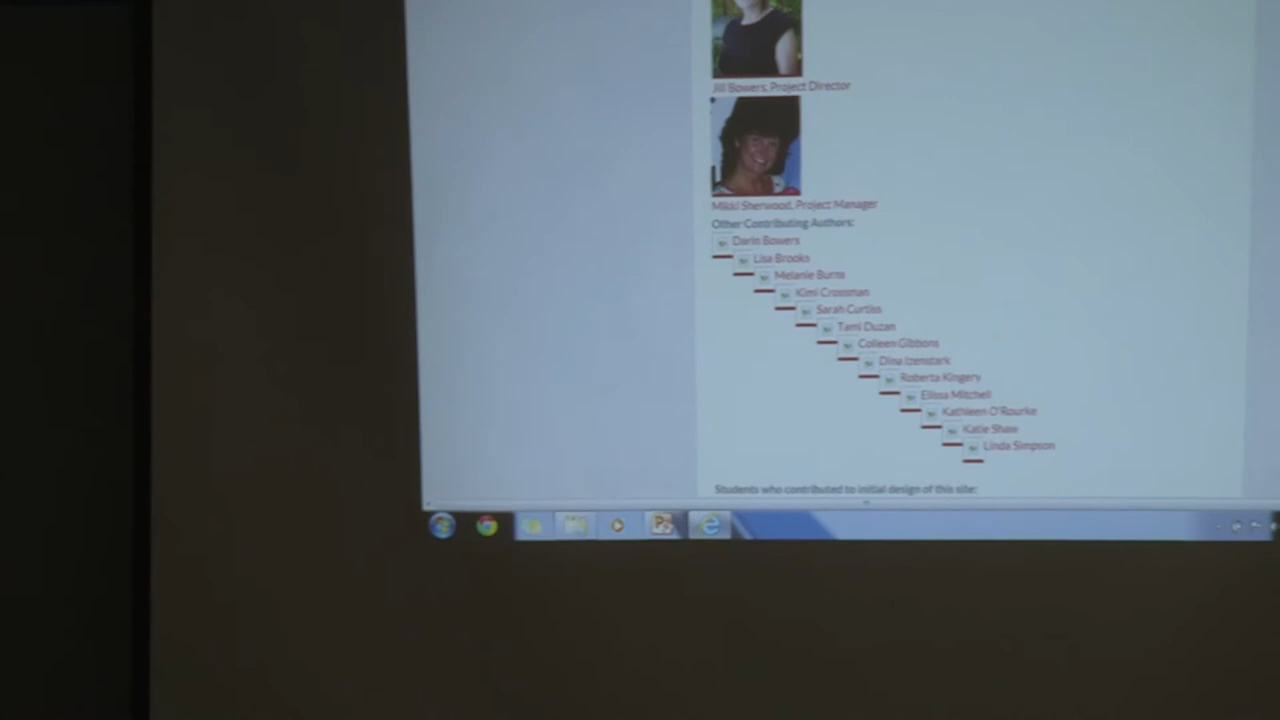 Jill Bowers, Project Director
Mikki Sherwood, Project Manager
Other Contributing Authors:
Darin Bowers
Lisa Brooks
Melanie Burns
Kimi Crossman
Sarah Curtiss
Tami Duzan
Colleen Gibbons
Dina Izenstark
Roberta Kingery
Elissa Mitchell
Kathleen O'Rourke
Katie Shaw
Linda Simpson
Students who contributed to initial design of this site: